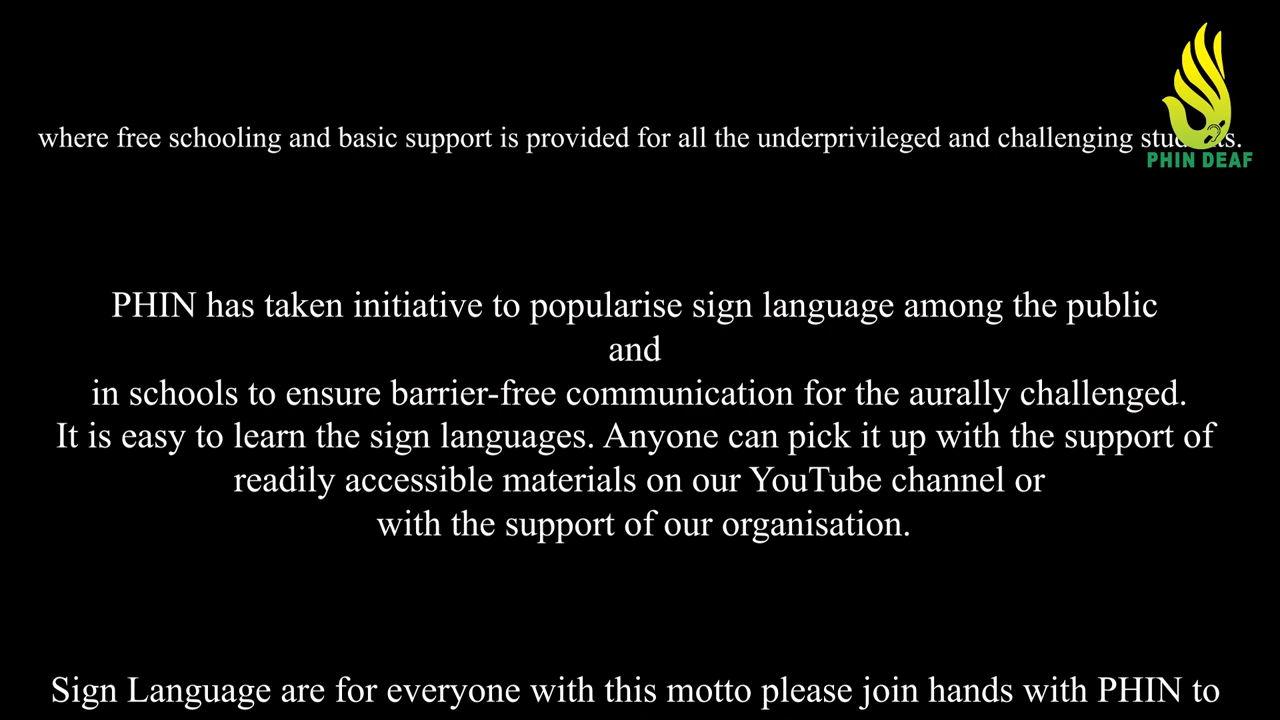 where free schooling and basic support is provided for all the underprivileged and challenging
PHIN DEAF
PHIN has taken initiative to popularise sign language among the public
and
in schools to ensure barrier-free communication for the aurally challenged.
It is easy to learn the sign languages. Anyone can pick it up with the support of
readily accessible materials on our YouTube channel or
with the support of our organisation.
Sign Language are for everyone with this motto please join hands with PHIN to